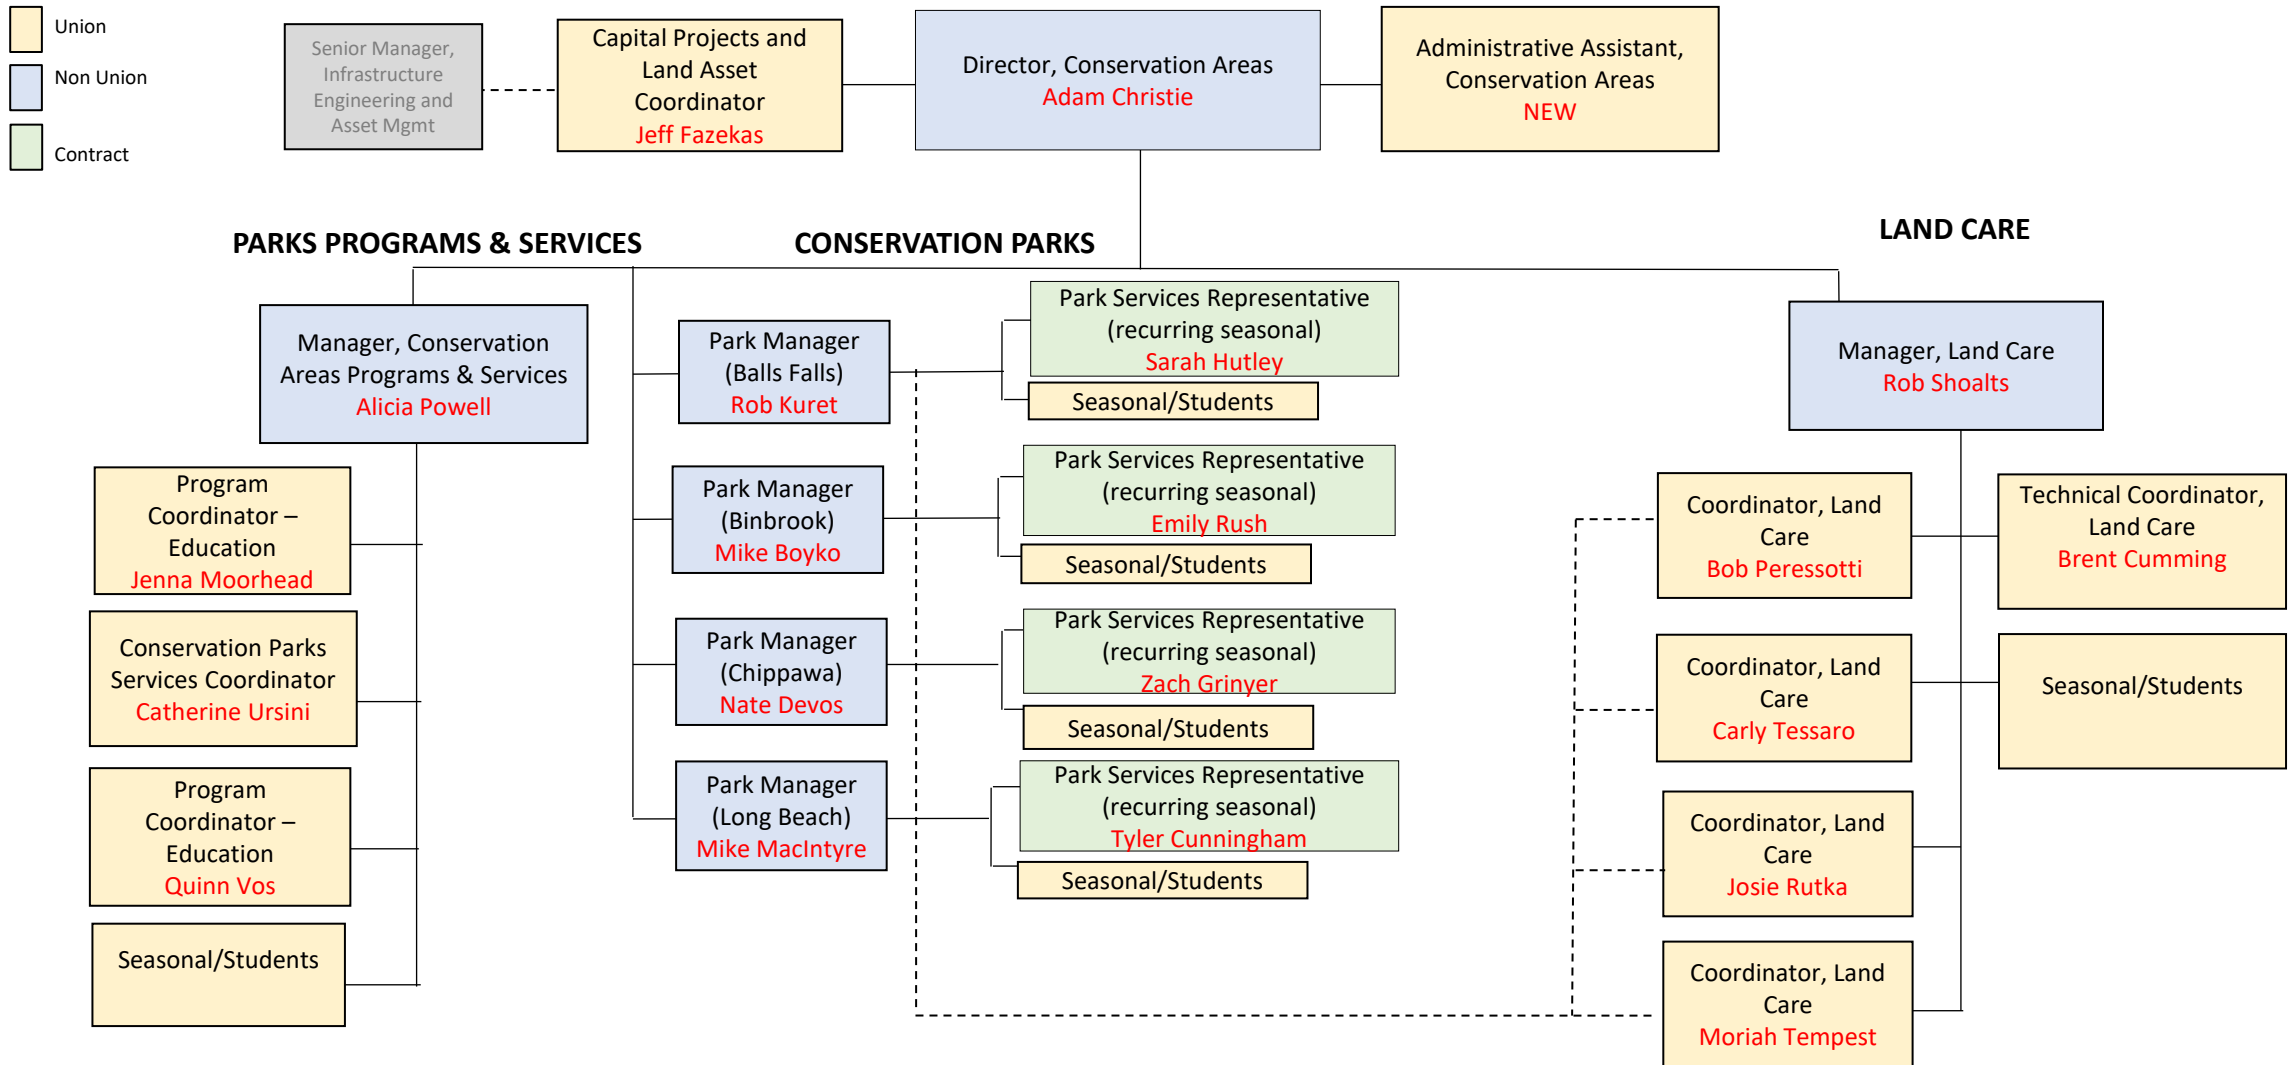 Union
Non Union
Contract
Senior Manager,
Infrastructure
Engineering and
Asset Mgmt
Capital Projects and
Land Asset
Coordinator
Jeff Fazekas
Director, Conservation Areas
Adam Christie
Administrative Assistant,
Conservation Areas
NEW
PARKS PROGRAMS & SERVICES
CONSERVATION PARKS
LAND CARE
Manager, Conservation
Areas Programs & Services
Alicia Powell
Program
Coordinator –
Education
Jenna Moorhead
Conservation Parks
Services Coordinator
Catherine Ursini
Program
Coordinator –
Education
Quinn Vos
Seasonal/Students
Park Manager
(Balls Falls)
Rob Kuret
Park Services Representative
(recurring seasonal)
Sarah Hutley
Seasonal/Students
Park Manager
(Binbrook)
Mike Boyko
Park Services Representative
(recurring seasonal)
Emily Rush
Seasonal/Students
Park Manager
(Chippawa)
Nate Devos
Park Services Representative
(recurring seasonal)
Zach Grinyer
Seasonal/Students
Park Manager
(Long Beach)
Mike MacIntyre
Park Services Representative
(recurring seasonal)
Tyler Cunningham
Seasonal/Students
Manager, Land Care
Rob Shoalts
Coordinator, Land
Care
Bob Peressotti
Technical Coordinator,
Land Care
Brent Cumming
Coordinator, Land
Care
Carly Tessaro
Seasonal/Students
Coordinator, Land
Care
Josie Rutka
Coordinator, Land
Care
Moriah Tempest